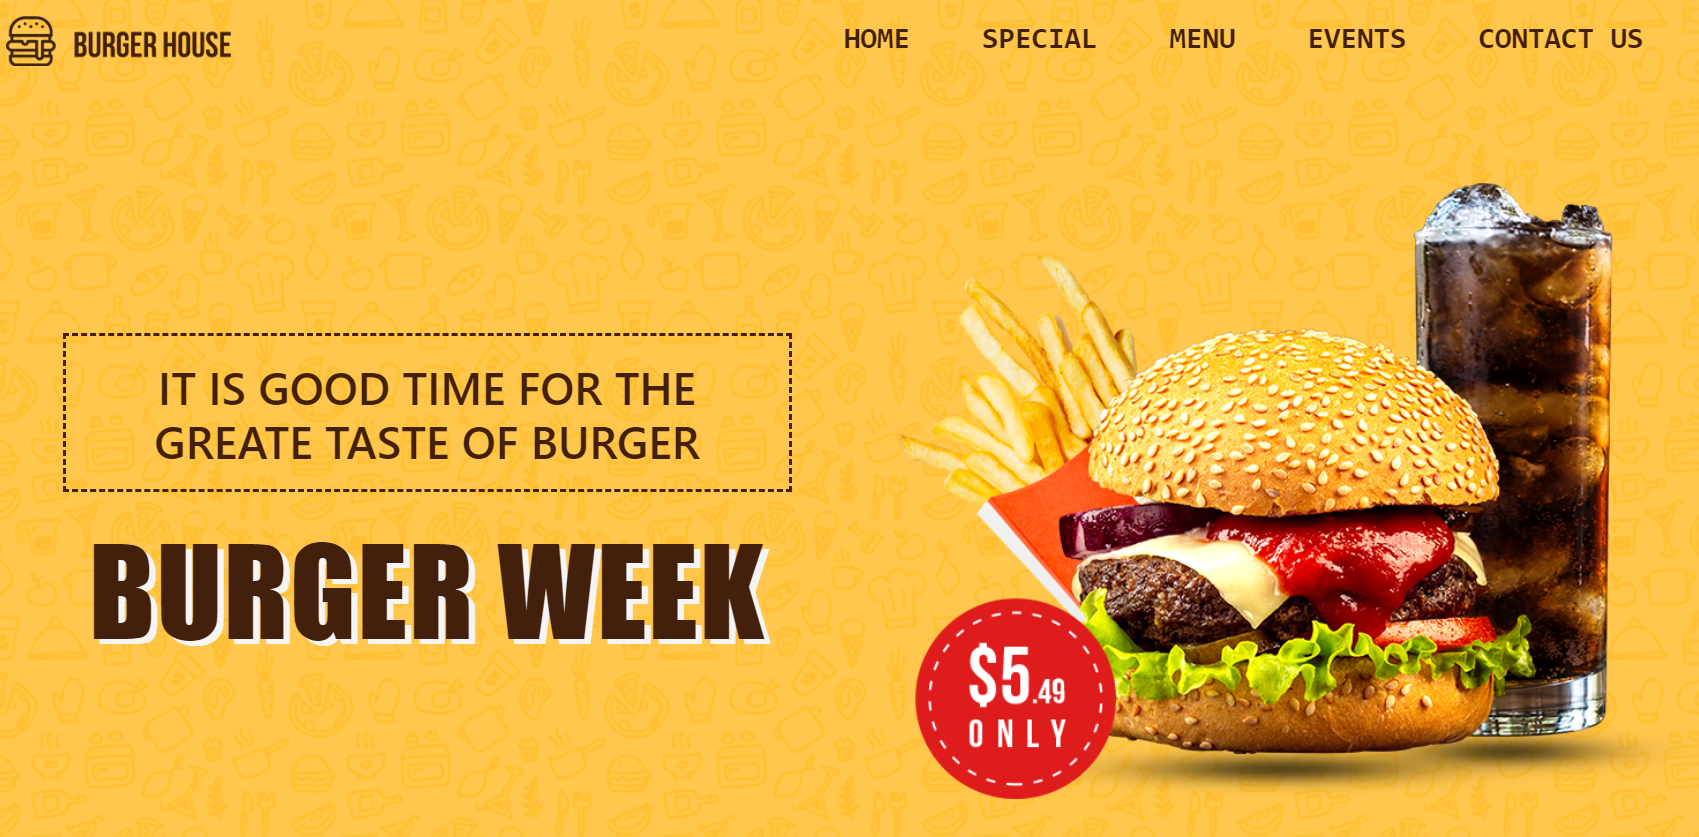 BURGER HOUSE
HOME SPECIAL MENU EVENTS CONTACT US
IT IS GOOD TIME FOR THE
GREATE TASTE OF BURGER
BURGER WEEK
$5.49
ONLY